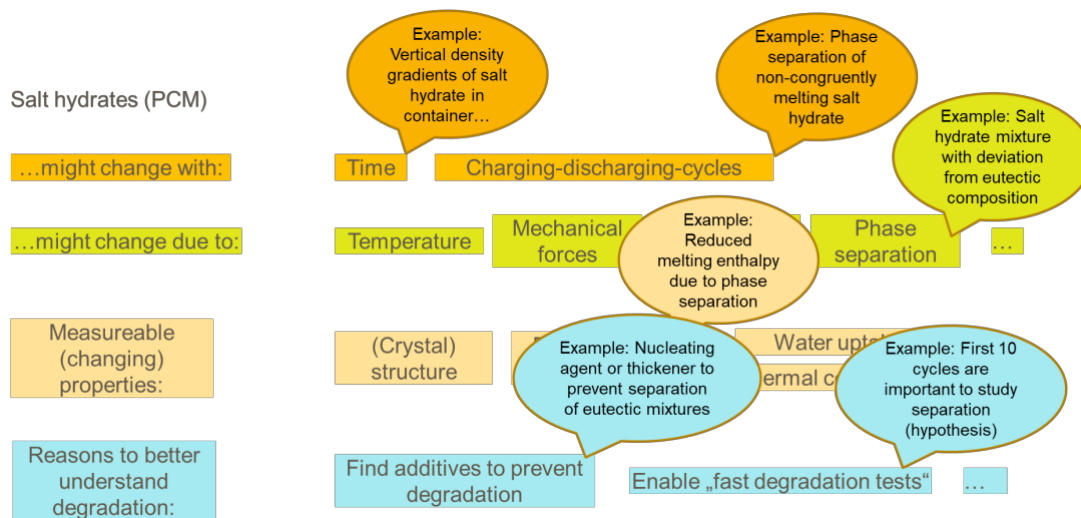 Example:
Vertical density
gradients of salt
hydrate in
container…
Example: Phase
separation of
non-congruently
melting salt
hydrate
Salt hydrates (PCM)
Example: Salt
hydrate mixture
with deviation
from eutectic
composition
…might change with:
Time
Charging-discharging-cycles
…might change due to:
Temperature
Mechanical
forces
Example:
Reduced
melting enthalpy
due to phase
separation
Phase
separation
…
Measureable
(changing)
properties:
(Crystal)
structure
Water
Example: Nucleating
agent or thickener to
prevent separation
of eutectic mixtures
Example: First 10
cycles are
important to study
separation
(hypothesis)
Reasons to better
understand
degradation:
Find additives to prevent
degradation
Enable „fast degradation tests“
…